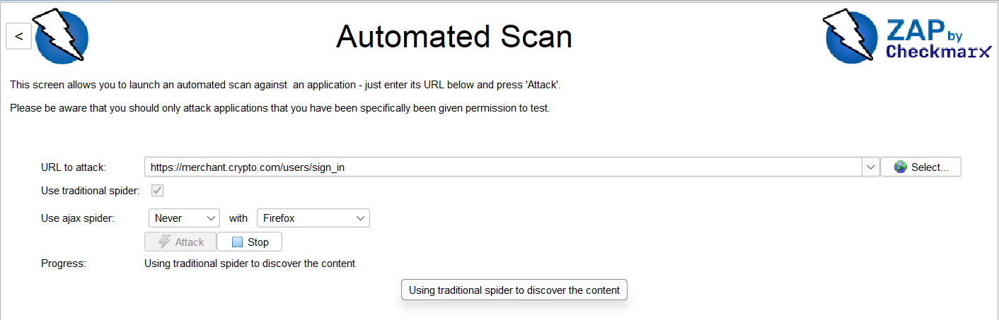 <
Automated Scan
ZAP by
Checkmarx
This screen allows you to launch an automated scan against  an application - just enter its URL below and press 'Attack'.
Please be aware that you should only attack applications that you have been specifically been given permission to test.
URL to attack: https://merchant.crypto.com/users/sign_in Select...
Use traditional spider:
Use ajax spider: Never with Firefox
Attack Stop
Progress: Using traditional spider to discover the content
Using traditional spider to discover the content